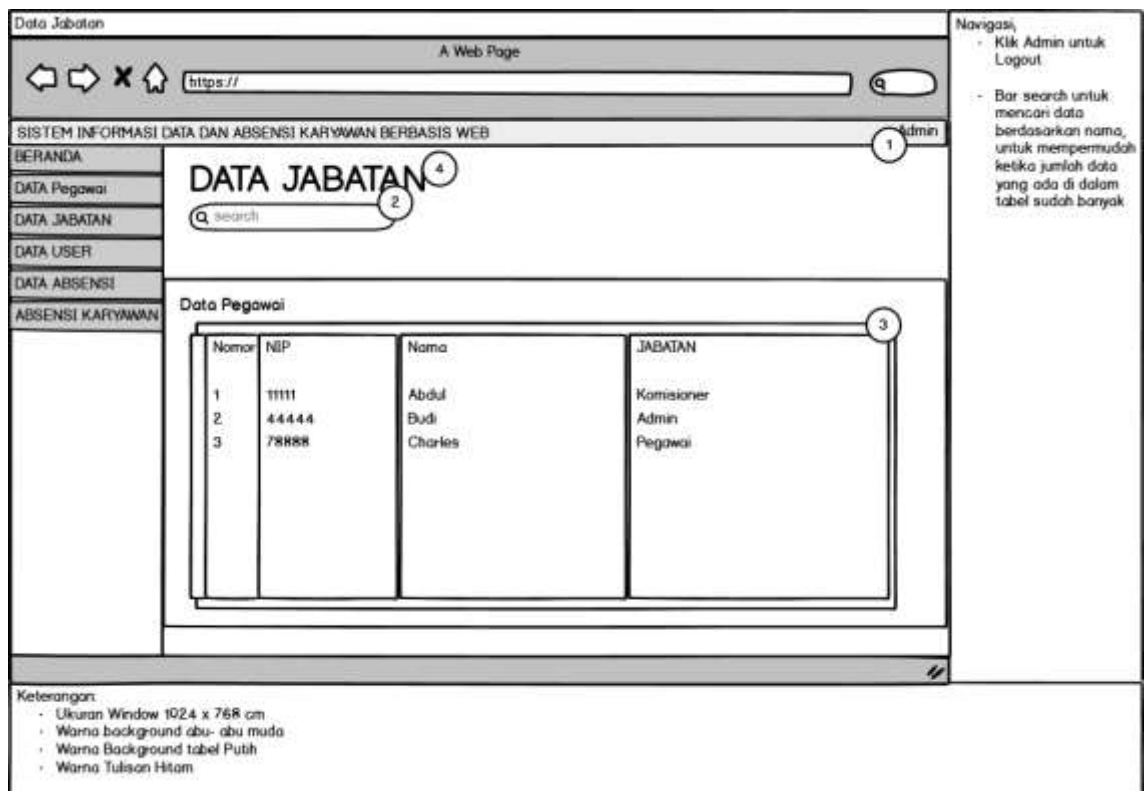 Data Jabatan
A Web Page
https://
SISTEM INFORMASI DATA DAN ABSENSI KARYAWAN BERBASIS WEB
Admin
1
BERANDA
DATA Pegawai
DATA JABATAN
DATA USER
DATA ABSENSI
ABSENSI KARYAWAN
DATA JABATAN
4
2
search
Data Pegawai
3
Nomor NIP Nama JABATAN
1 11111 Abdul Komisioner
2 44444 Budi Admin
3 78888 Charles Pegawai
Navigasi,
- Klik Admin untuk
Logout
- Bar search untuk
mencari data
berdasarkan nama,
untuk mempermudah
ketika jumlah data
yang ada di dalam
tabel sudah banyak
Keterangan:
- Ukuran Window 1024 x 768 cm
- Warna background abu- abu muda
- Warna Background tabel Putih
- Warna Tulisan Hitam